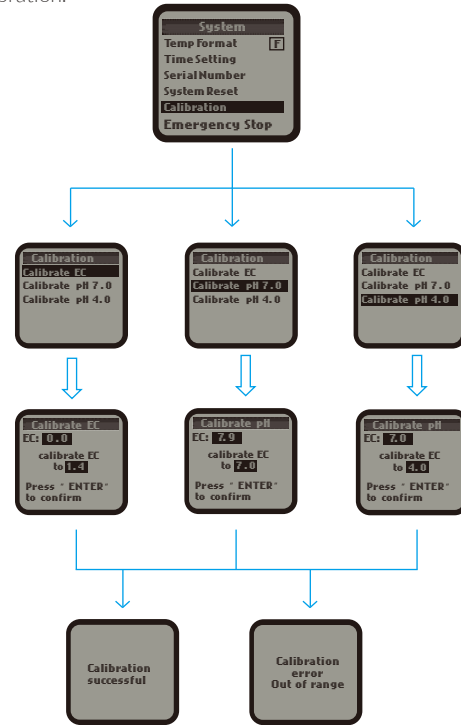 oration.
System
Temp Format F
Time Setting
Serial Number
System Reset
Calibration
Emergency Stop
Calibration
Calibrate EC
Calibrate pH 7.0
Calibrate pH 4.0
Calibration
Calibrate EC
Calibrate pH 7.0
Calibrate pH 4.0
Calibration
Calibrate EC
Calibrate pH 7.0
Calibrate pH 4.0
Calibrate EC
EC: 0.0
calibrate EC
to 1.4
Press " ENTER"
to confirm
Calibrate pH
EC: 7.9
calibrate EC
to 7.0
Press " ENTER"
to confirm
Calibrate pH
EC: 7.0
calibrate EC
to 4.0
Press " ENTER"
to confirm
Calibration
successful
Calibration
error
Out of range